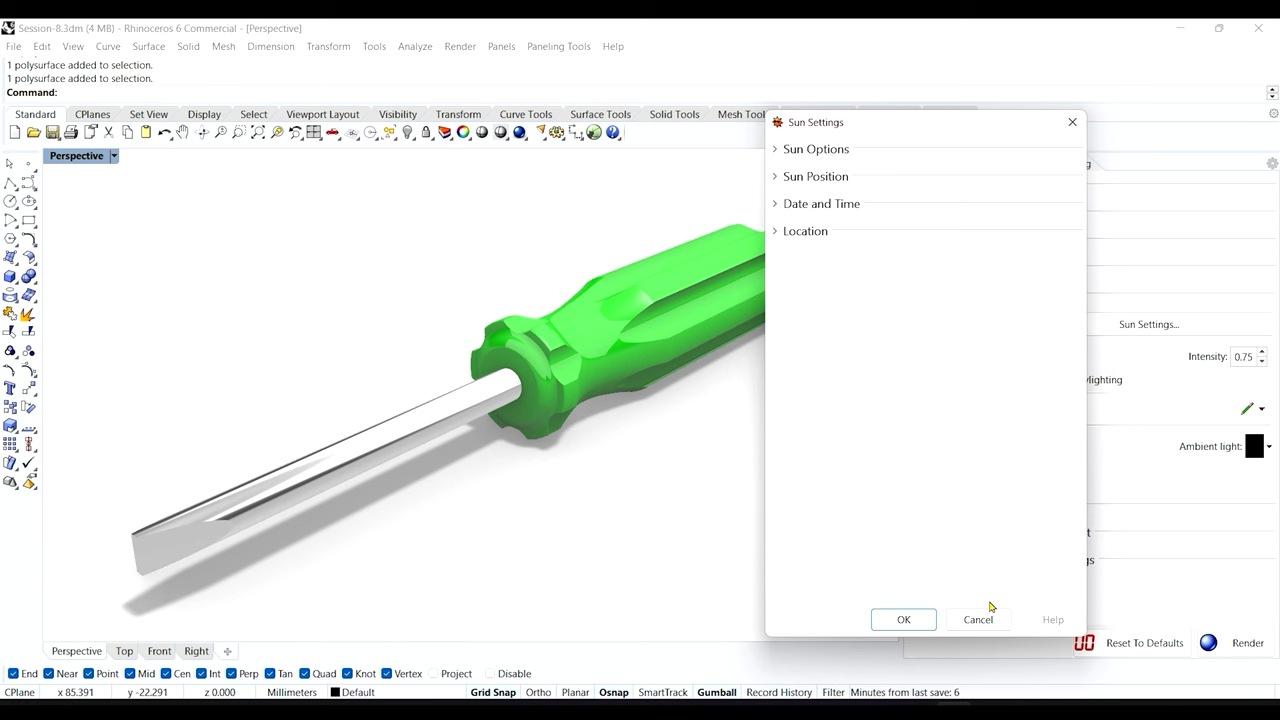 Session-8.3dm (4 MB) - Rhinoceros 6 Commercial - [Perspective]
File Edit View Curve Surface Solid Mesh Dimension Transform Tools Analyze Render Panels Paneling Tools Help
1 polysurface added to selection.
1 polysurface added to selection.
Command:
Standard CPlanes Set View Display Select Viewport Layout Visibility Transform Curve Tools Surface Tools Solid Tools Mesh Tool
Perspective
Sun Settings
Sun Options
Sun Position
Date and Time
Location
Sun Settings...
Intensity: 0.75
ylighting
Ambient light:
OK Cancel Help
Reset To Defaults Render
Perspective Top Front Right
End Near Point Mid Cen Int Perp Tan Quad Knot Vertex Project Disable
CPlane x 85.391 y -22.291 z 0.000 Millimeters Default Grid Snap Ortho Planar Osnap SmartTrack Gumball Record History Filter Minutes from last save: 6